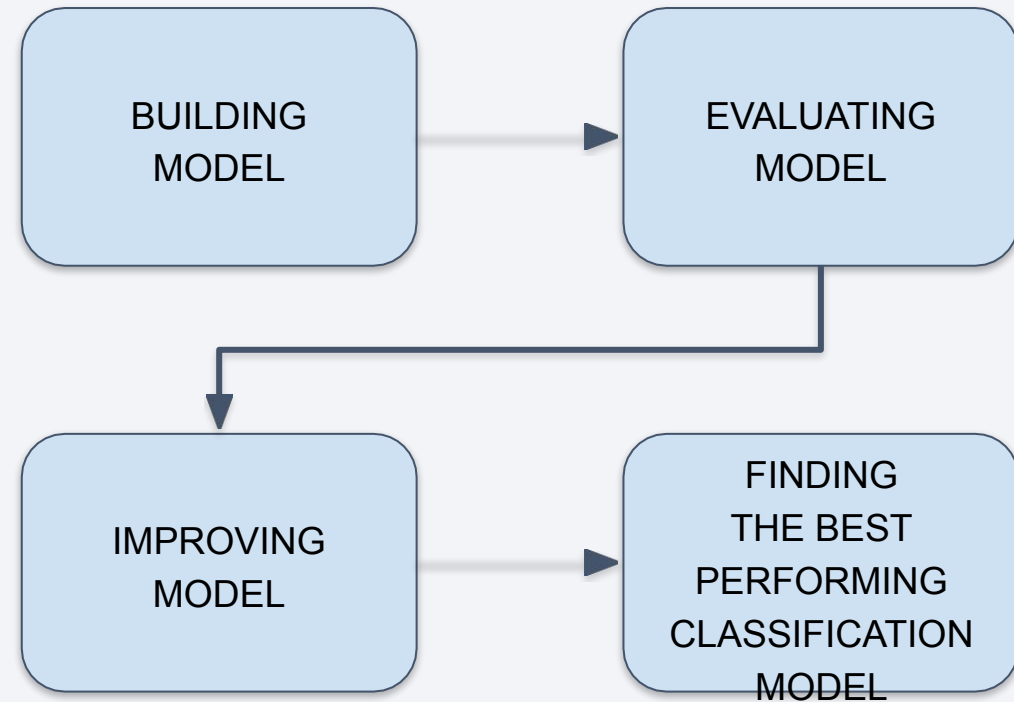 BUILDING
MODEL
EVALUATING
MODEL
IMPROVING
MODEL
FINDING
THE BEST
PERFORMING
CLASSIFICATION
MODEL